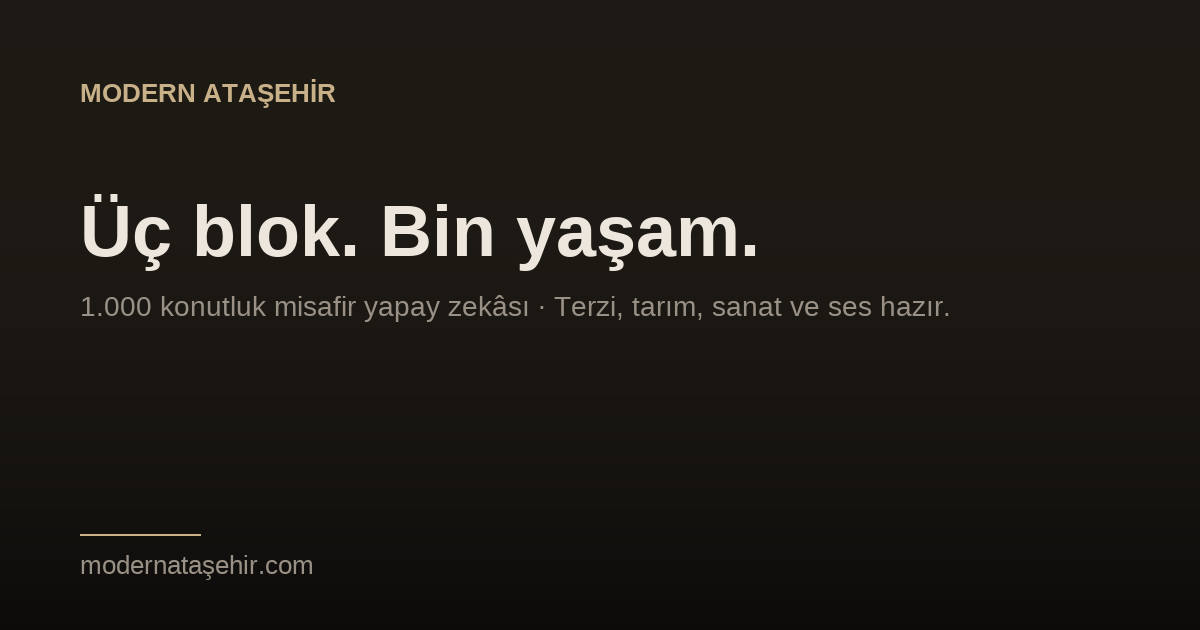 MODERN ATAŞEHİR
Üç blok. Bin yaşam.
1.000 konutluk misafir yapay zekâsı · Terzi, tarım, sanat ve ses hazır.
modernataşehir.com